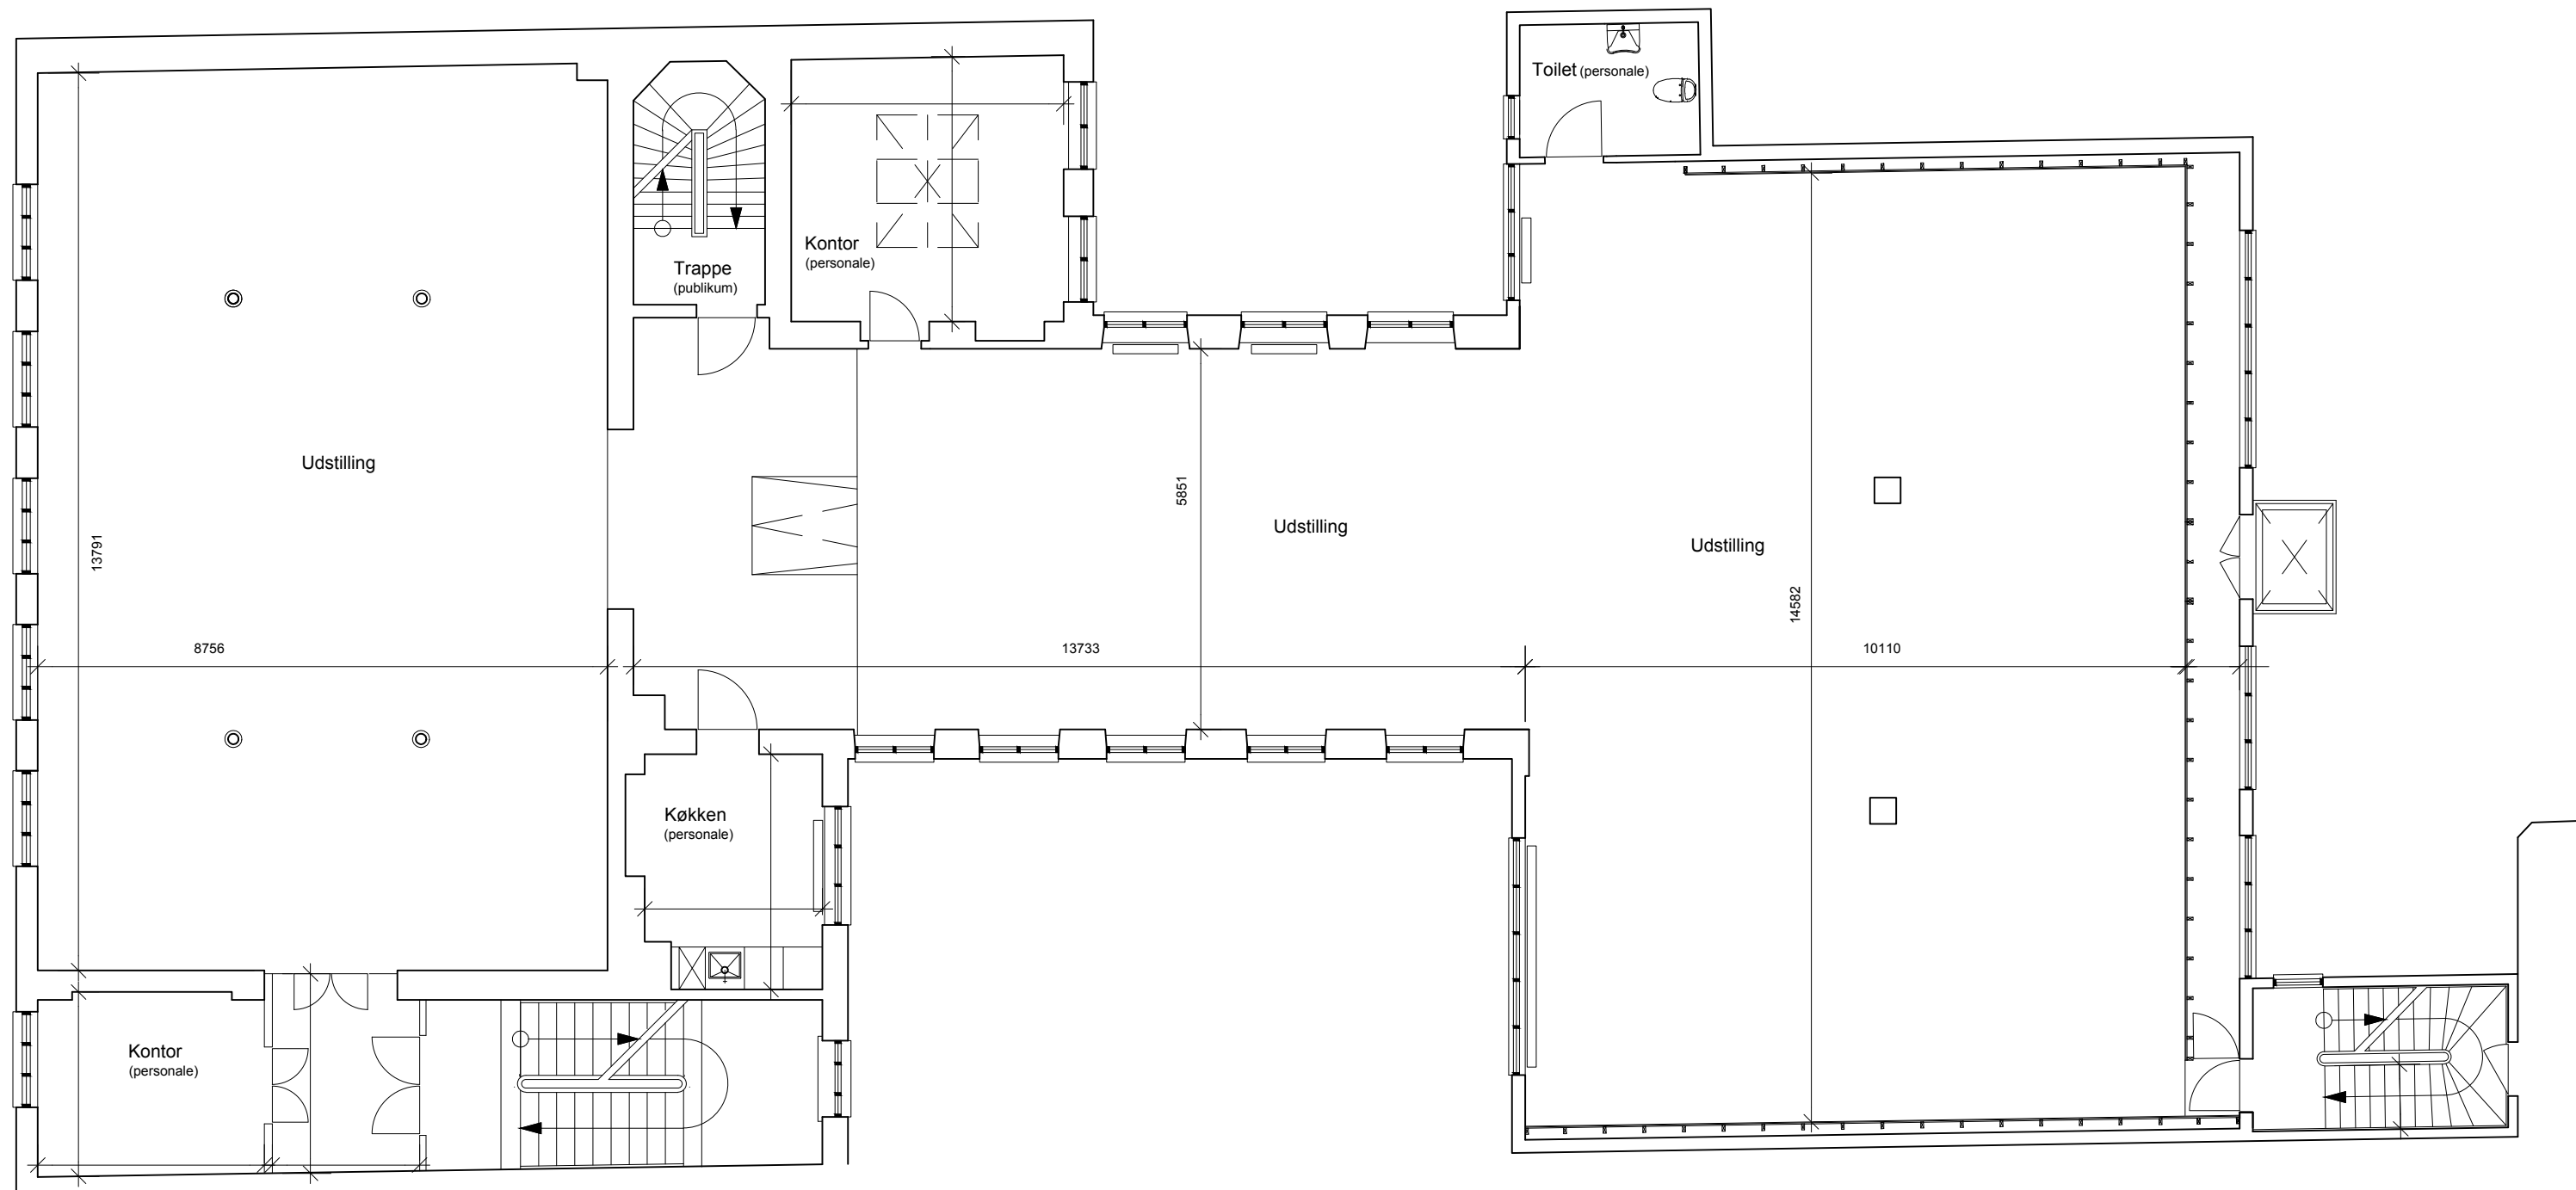 Toilet (personale)
Kontor
(personale)
Trappe
(publikum)
Udstilling
5851
Udstilling
Udstilling
13791
14582
8756
13733
10110
Køkken
(personale)
Kontor
(personale)